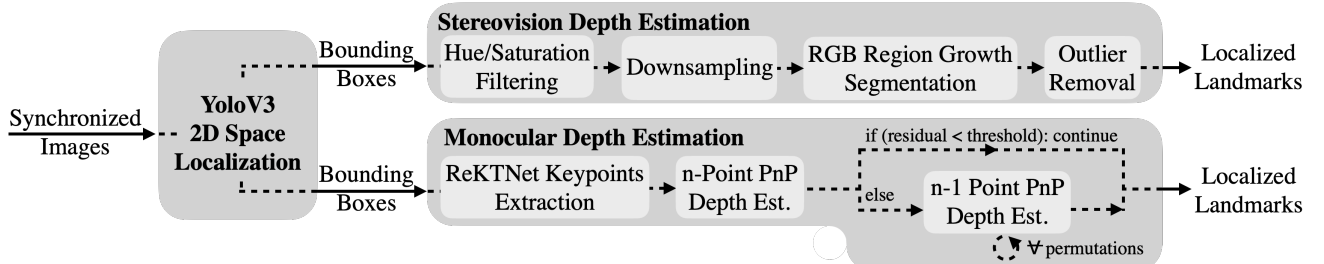 Synchronized
Images
YoloV3
2D Space
Localization
Bounding
Boxes
Stereovision Depth Estimation
Hue/Saturation
Filtering
Downsampling
RGB Region Growth
Segmentation
Outlier
Removal
Localized
Landmarks
Bounding
Boxes
Monocular Depth Estimation
ReKTNet Keypoints
Extraction
n-Point PnP
Depth Est.
if (residual < threshold): continue
else
n-1 Point PnP
Depth Est.
∀ permutations
Localized
Landmarks